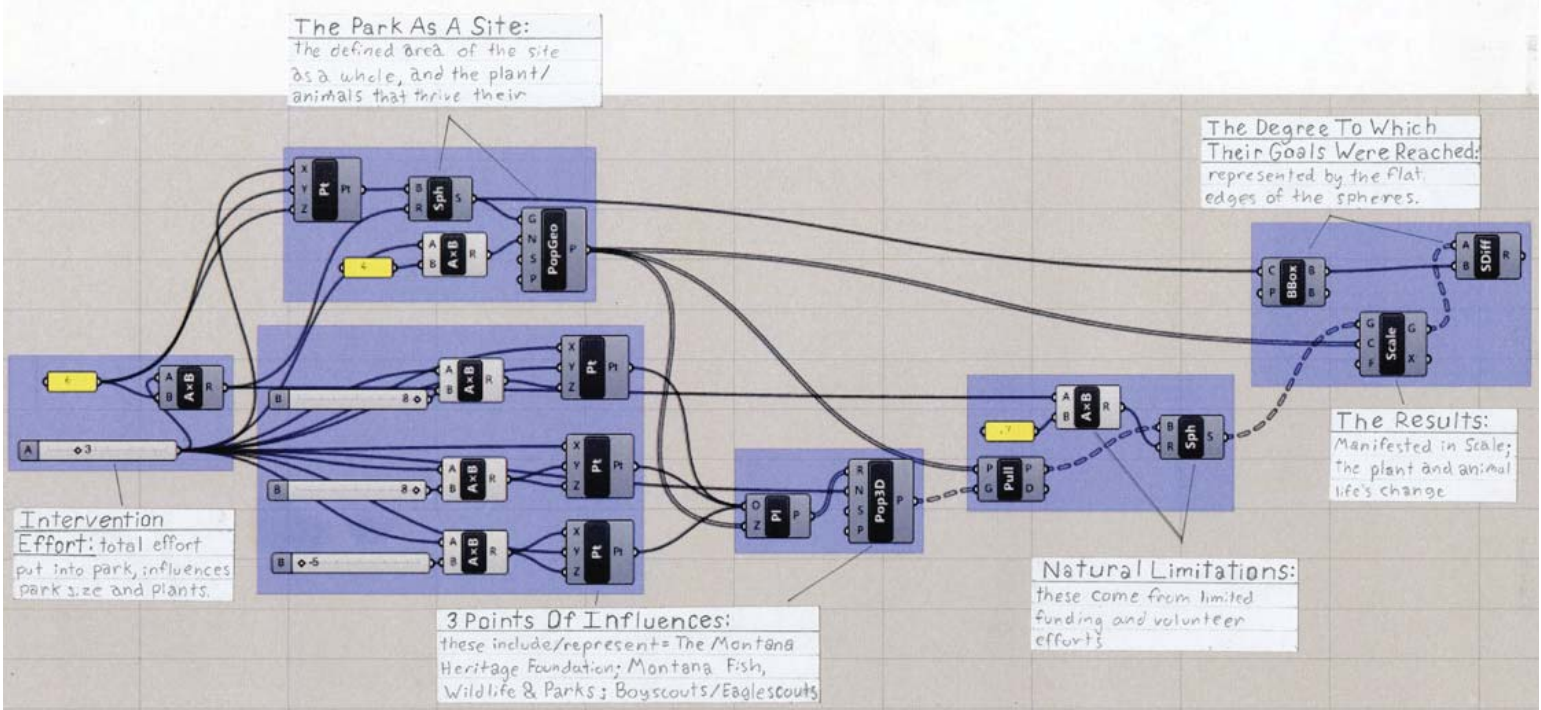 The Park As A Site:
the defined area of the site
as a whole, and the plant/
animals that thrive their
X
Y
Z
Pt
Pt
B
R
Sph
S
A
B
A×B
R
G
N
S
P
PopGeo
P
The Degree To Which
Their Goals Were Reached:
represented by the flat
edges of the spheres.
C
P
BBox
B
B
A
B
SDiff
R
G
C
F
Scale
G
X
The Results:
Manifested in Scale;
the plant and animal
life's change
6
A
B
A×B
R
A
3
Intervention
Effort: total effort
put into park, influences
park size and plants.
B
8
A
B
A×B
R
X
Y
Z
Pt
Pt
B
8
A
B
A×B
R
X
Y
Z
Pt
Pt
B
-5
A
B
A×B
R
X
Y
Z
Pt
Pt
3 Points Of Influences:
these include/represent= The Montana
Heritage Foundation; Montana Fish,
Wildlife & Parks; Boyscouts/Eaglescouts
O
Z
Pl
P
R
N
S
P
Pop3D
P
.7
A
B
A×B
R
P
G
Pull
P
D
B
R
Sph
S
Natural Limitations:
these come from limited
funding and volunteer
efforts